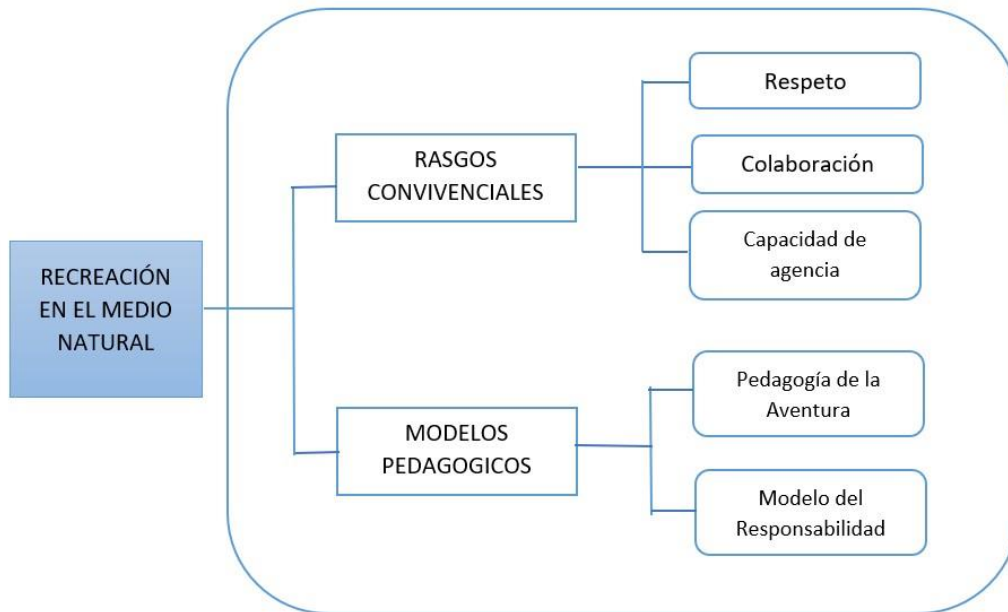 RECREACIÓN
EN EL MEDIO
NATURAL
RASGOS
CONVIVENCIALES
Respeto
Colaboración
Capacidad de
agencia
MODELOS
PEDAGOGICOS
Pedagogía de la
Aventura
Modelo del
Responsabilidad